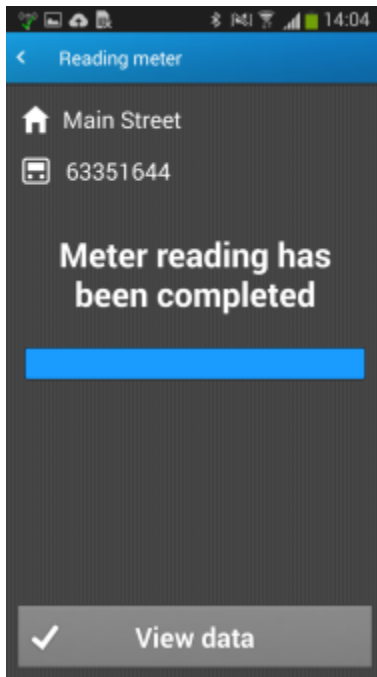 14:04
Reading meter
Main Street
63351644
Meter reading has
been completed
View data